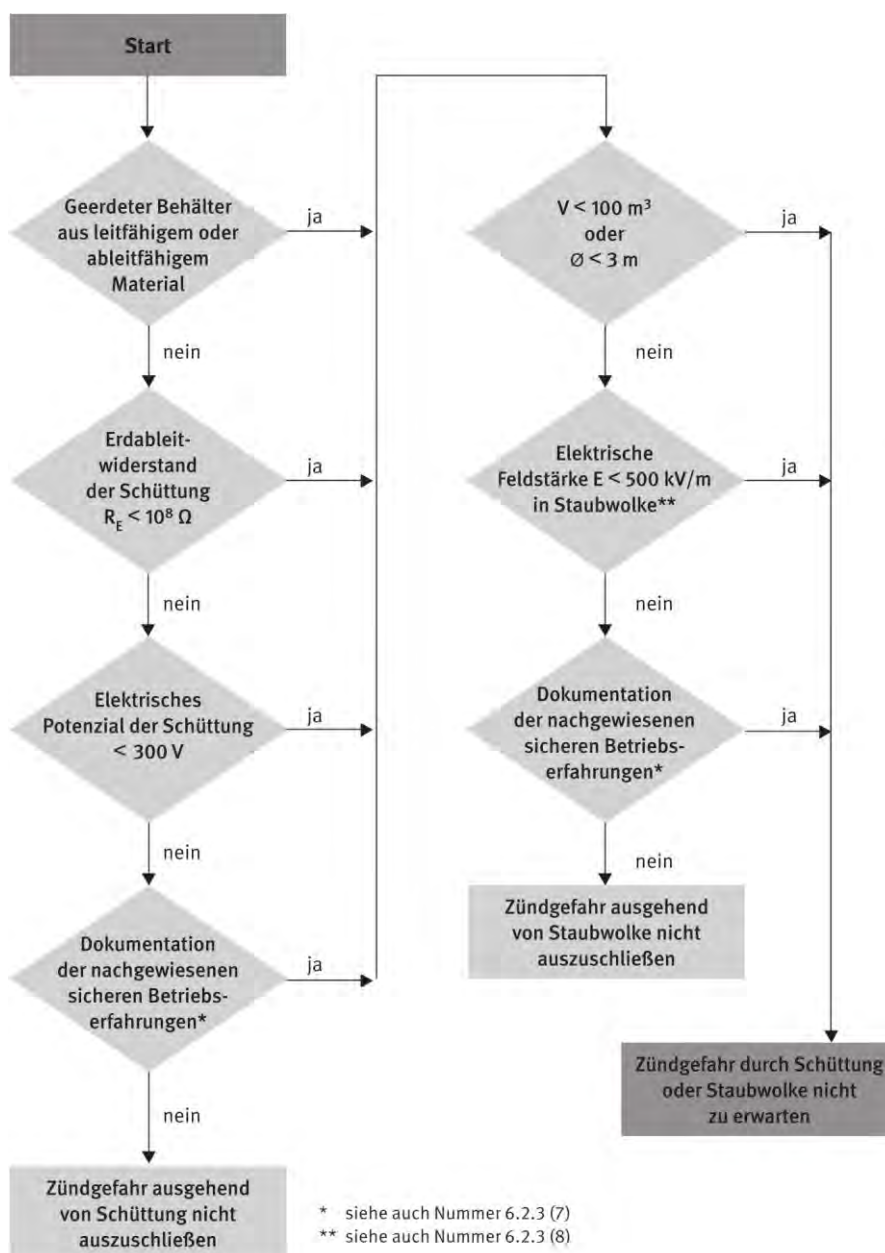 Start
Geerdeter Behälter
aus leitfähigem oder
ableitfähigem
Material
ja
nein
Erdableit-
widerstand
der Schüttung
R_E < 10⁸ Ω
ja
nein
Elektrisches
Potenzial der Schüttung
< 300 V
ja
nein
Dokumentation
der nachgewiesenen
sicheren Betriebs-
erfahrungen*
ja
nein
Zündgefahr ausgehend
von Schüttung nicht
auszuschließen
V < 100 m³
oder
Ø < 3 m
ja
nein
Elektrische
Feldstärke E < 500 kV/m
in Staubwolke**
ja
nein
Dokumentation
der nachgewiesenen
sicheren Betriebs-
erfahrungen*
ja
nein
Zündgefahr ausgehend
von Staubwolke nicht
auszuschließen
Zündgefahr durch Schüttung
oder Staubwolke nicht
zu erwarten
* siehe auch Nummer 6.2.3 (7)
** siehe auch Nummer 6.2.3 (8)